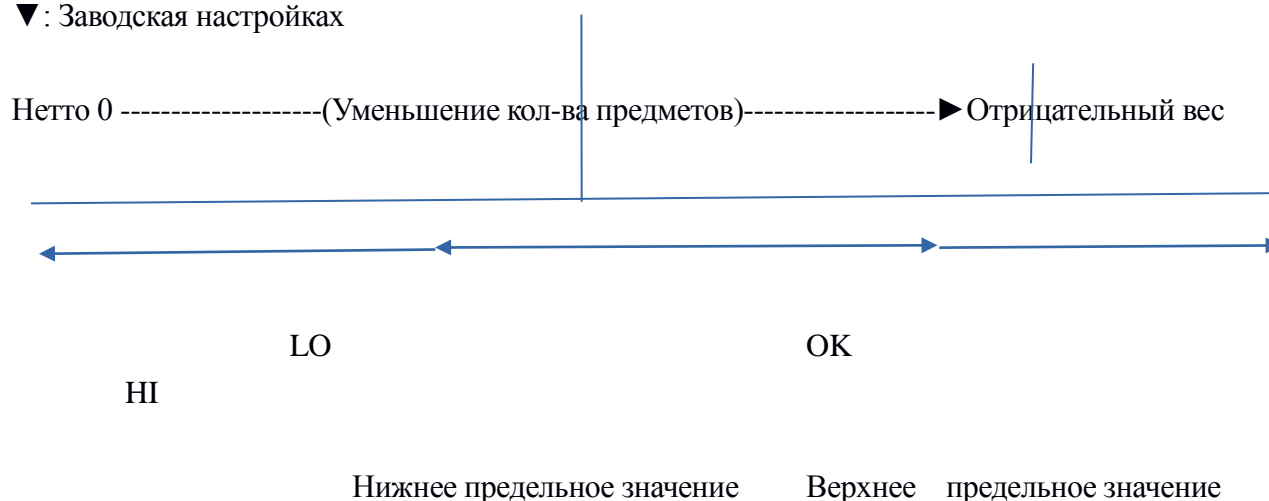 ▼: Заводская настройках
Нетто 0 --------------------(Уменьшение кол-ва предметов)-------------------►Отрицательный вес
LO OK
HI
Нижнее предельное значение Верхнее предельное значение